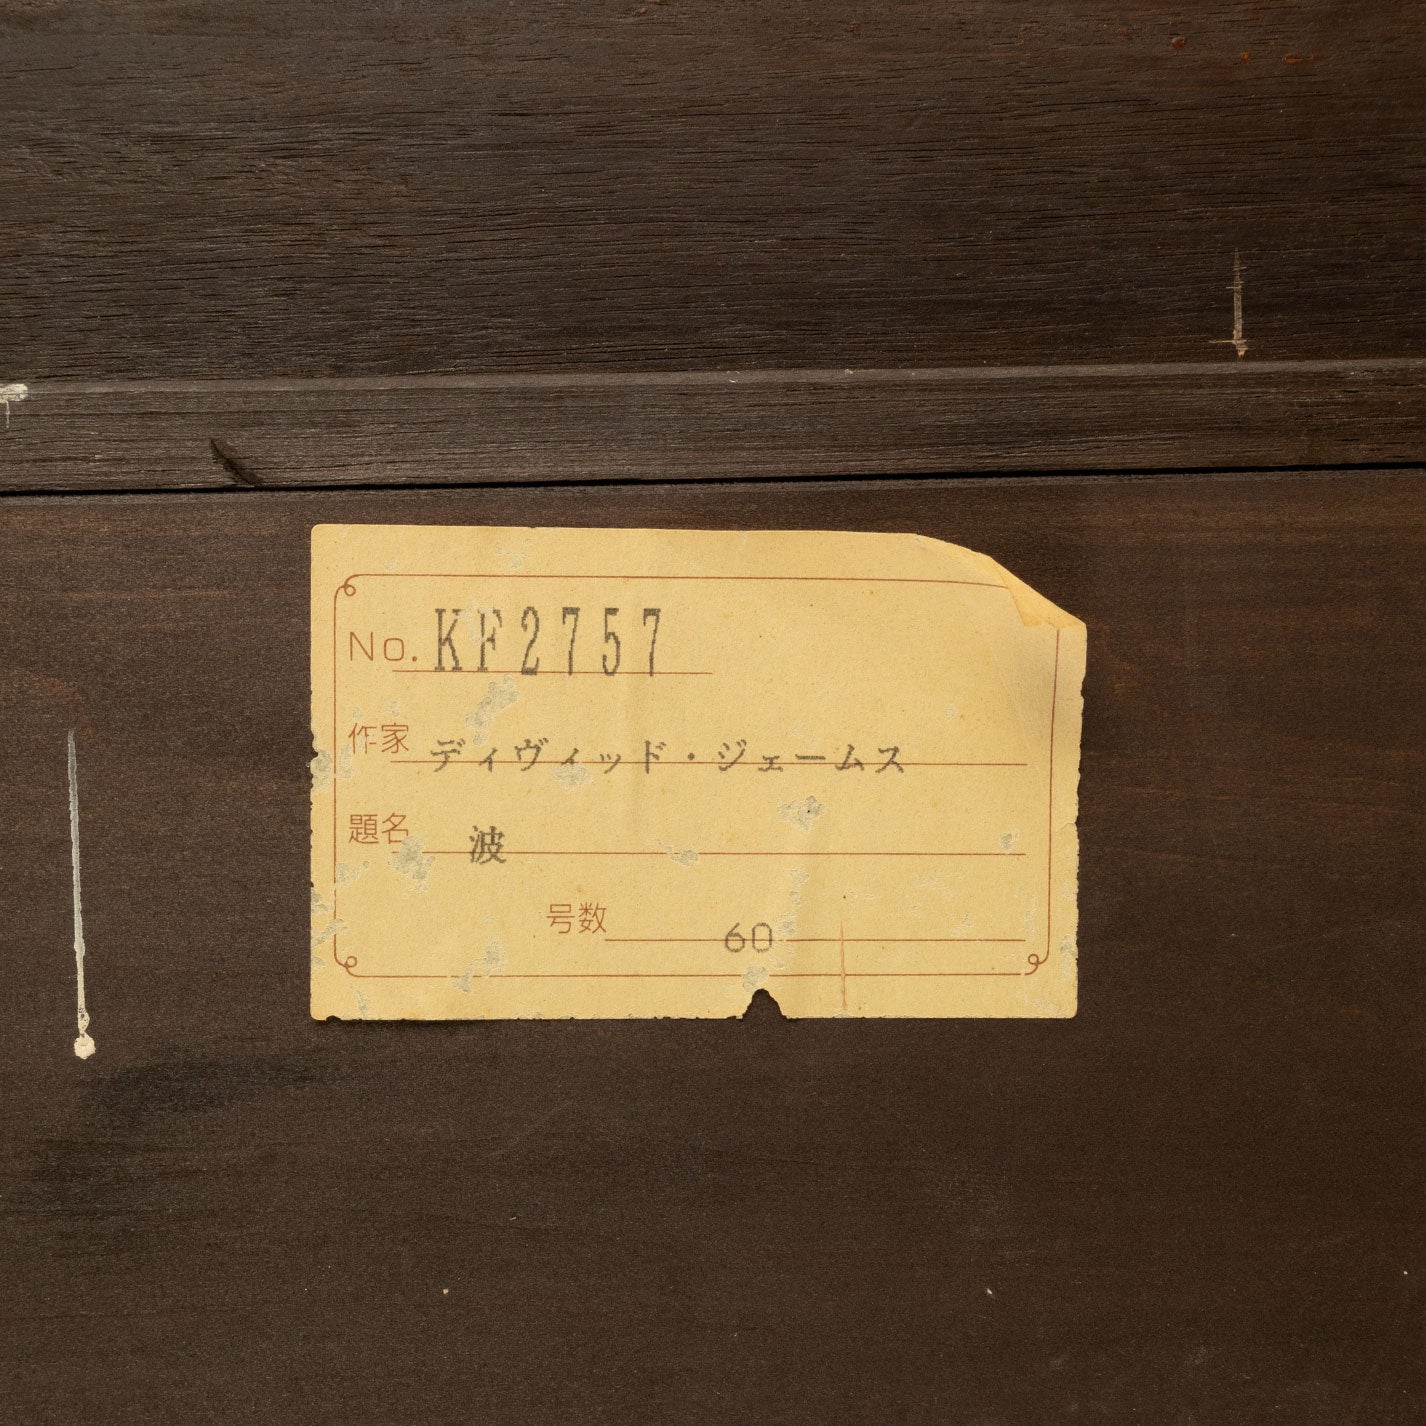 No. KF2757
作家 ディヴィッド・ジェームス
題名 波
号数 60